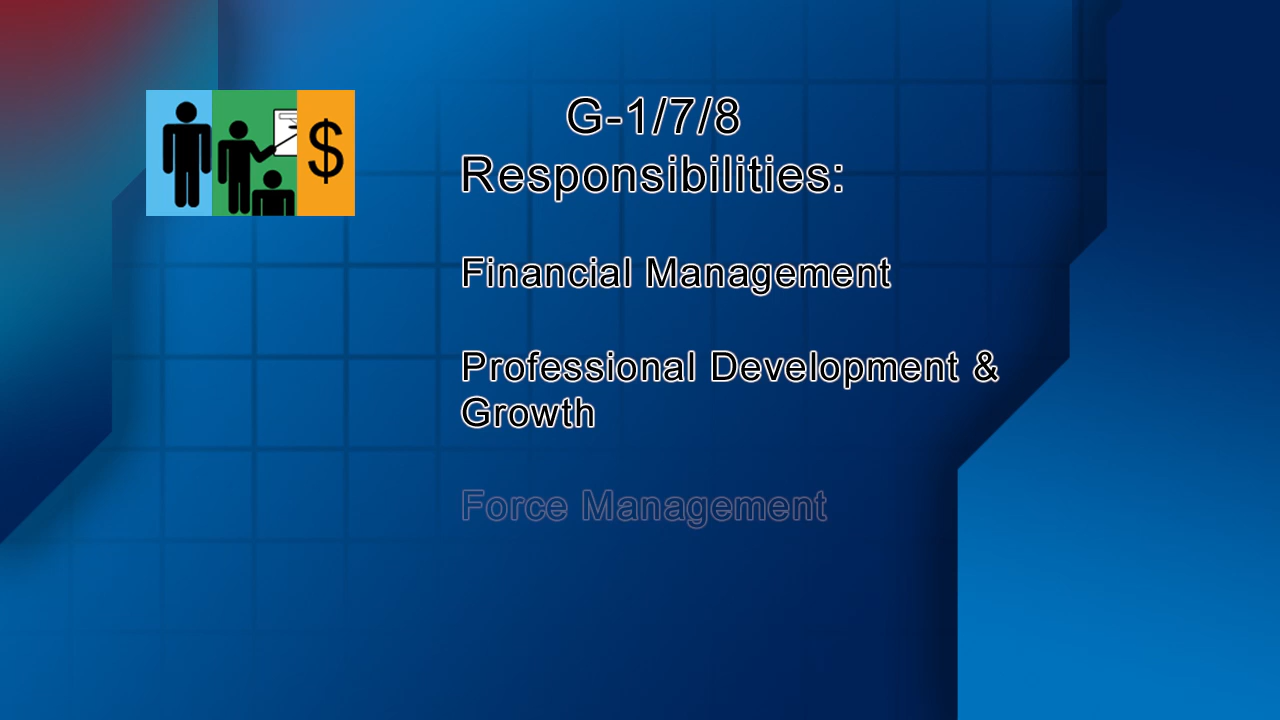 G-1/7/8
Responsibilities:
$
Financial Management
Professional Development &
Growth
Force Management